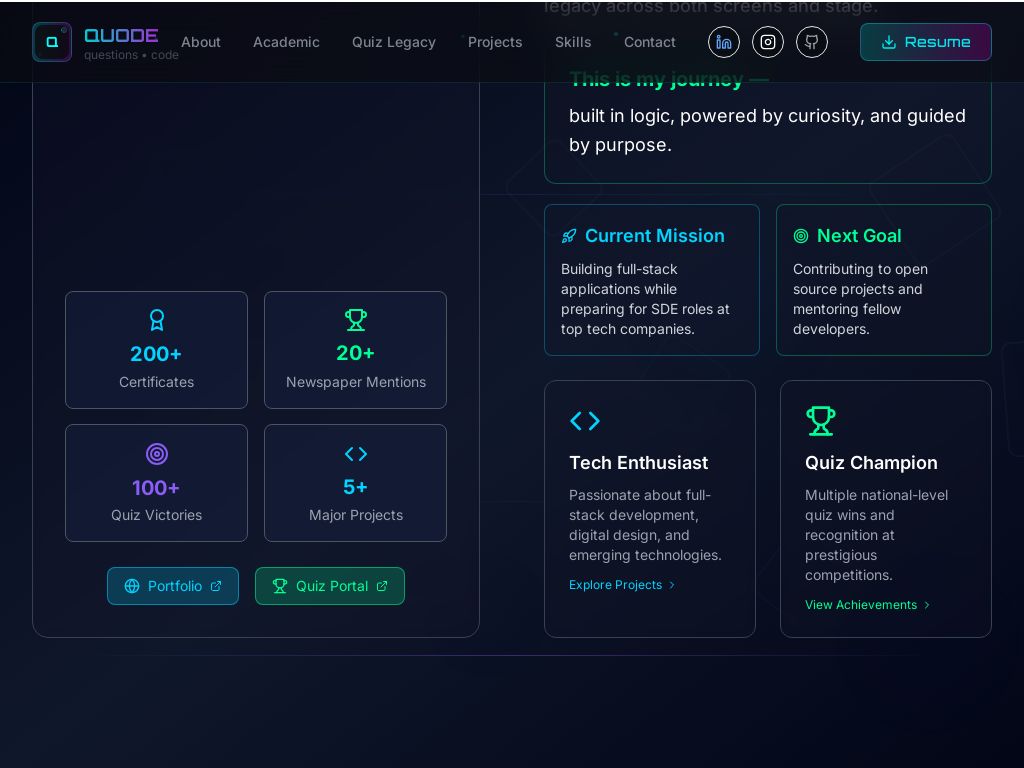 legacy across both screens and stage.
Q
QUODE
questions • code
About
Academic
Quiz Legacy
Projects
Skills
Contact
Resume
This is my journey —
built in logic, powered by curiosity, and guided
by purpose.
Current Mission
Building full-stack
applications while
preparing for SDE roles at
top tech companies.
Next Goal
Contributing to open
source projects and
mentoring fellow
developers.
200+
Certificates
20+
Newspaper Mentions
100+
Quiz Victories
5+
Major Projects
Portfolio
Quiz Portal
Tech Enthusiast
Passionate about full-
stack development,
digital design, and
emerging technologies.
Explore Projects
Quiz Champion
Multiple national-level
quiz wins and
recognition at
prestigious
competitions.
View Achievements